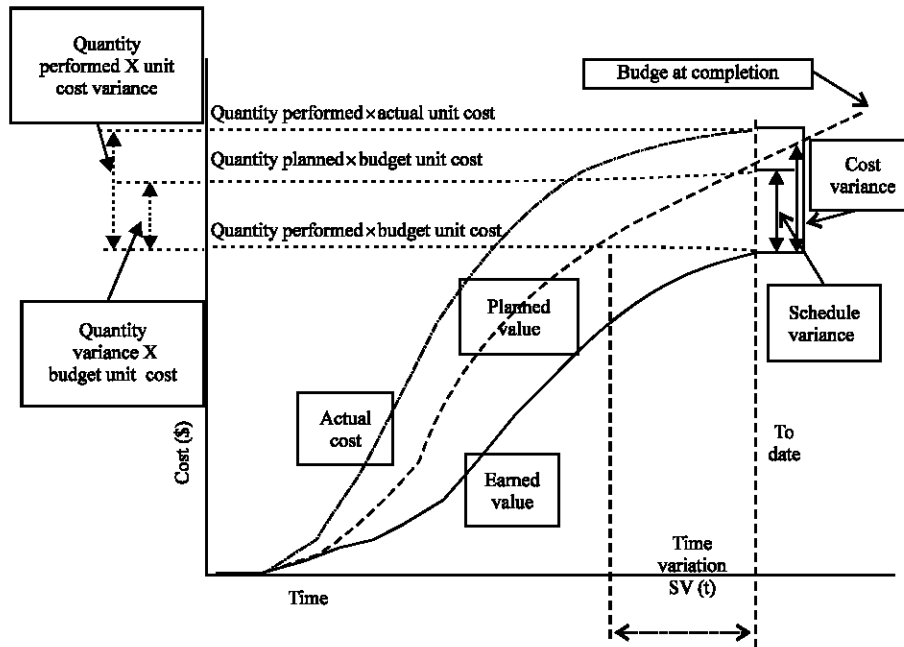 Quantity
performed X unit
cost variance
Budge at completion
Quantity performed×actual unit cost
Quantity planned×budget unit cost
Cost
variance
Quantity performed×budget unit cost
Planned
value
Schedule
variance
Quantity
variance X
budget unit cost
Actual
cost
To
date
Cost ($)
Earned
value
Time
variation
SV (t)
Time